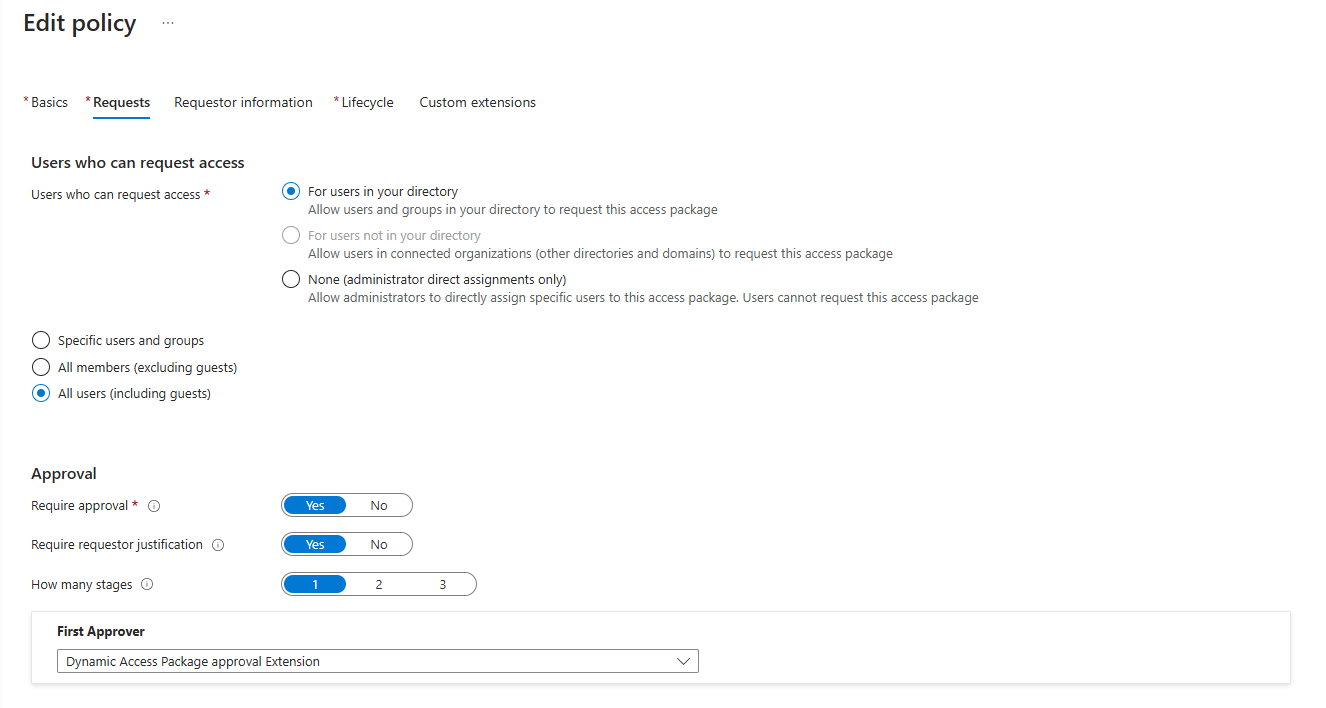 Edit policy ...
* Basics * Requests Requestor information * Lifecycle Custom extensions
Users who can request access
Users who can request access *
For users in your directory
Allow users and groups in your directory to request this access package
For users not in your directory
Allow users in connected organizations (other directories and domains) to request this access package
None (administrator direct assignments only)
Allow administrators to directly assign specific users to this access package. Users cannot request this access package
Specific users and groups
All members (excluding guests)
All users (including guests)
Approval
Require approval * Yes No
Require requestor justification Yes No
How many stages 1 2 3
First Approver
Dynamic Access Package approval Extension